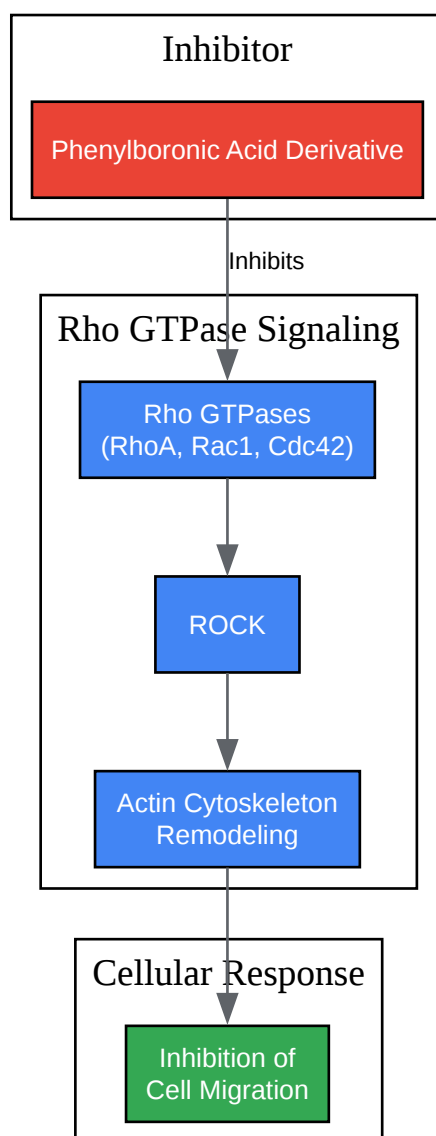 Inhibitor
Phenylboronic Acid Derivative
Inhibits
Rho GTPase Signaling
Rho GTPases
(RhoA, Rac1, Cdc42)
ROCK
Actin Cytoskeleton
Remodeling
Cellular Response
Inhibition of
Cell Migration